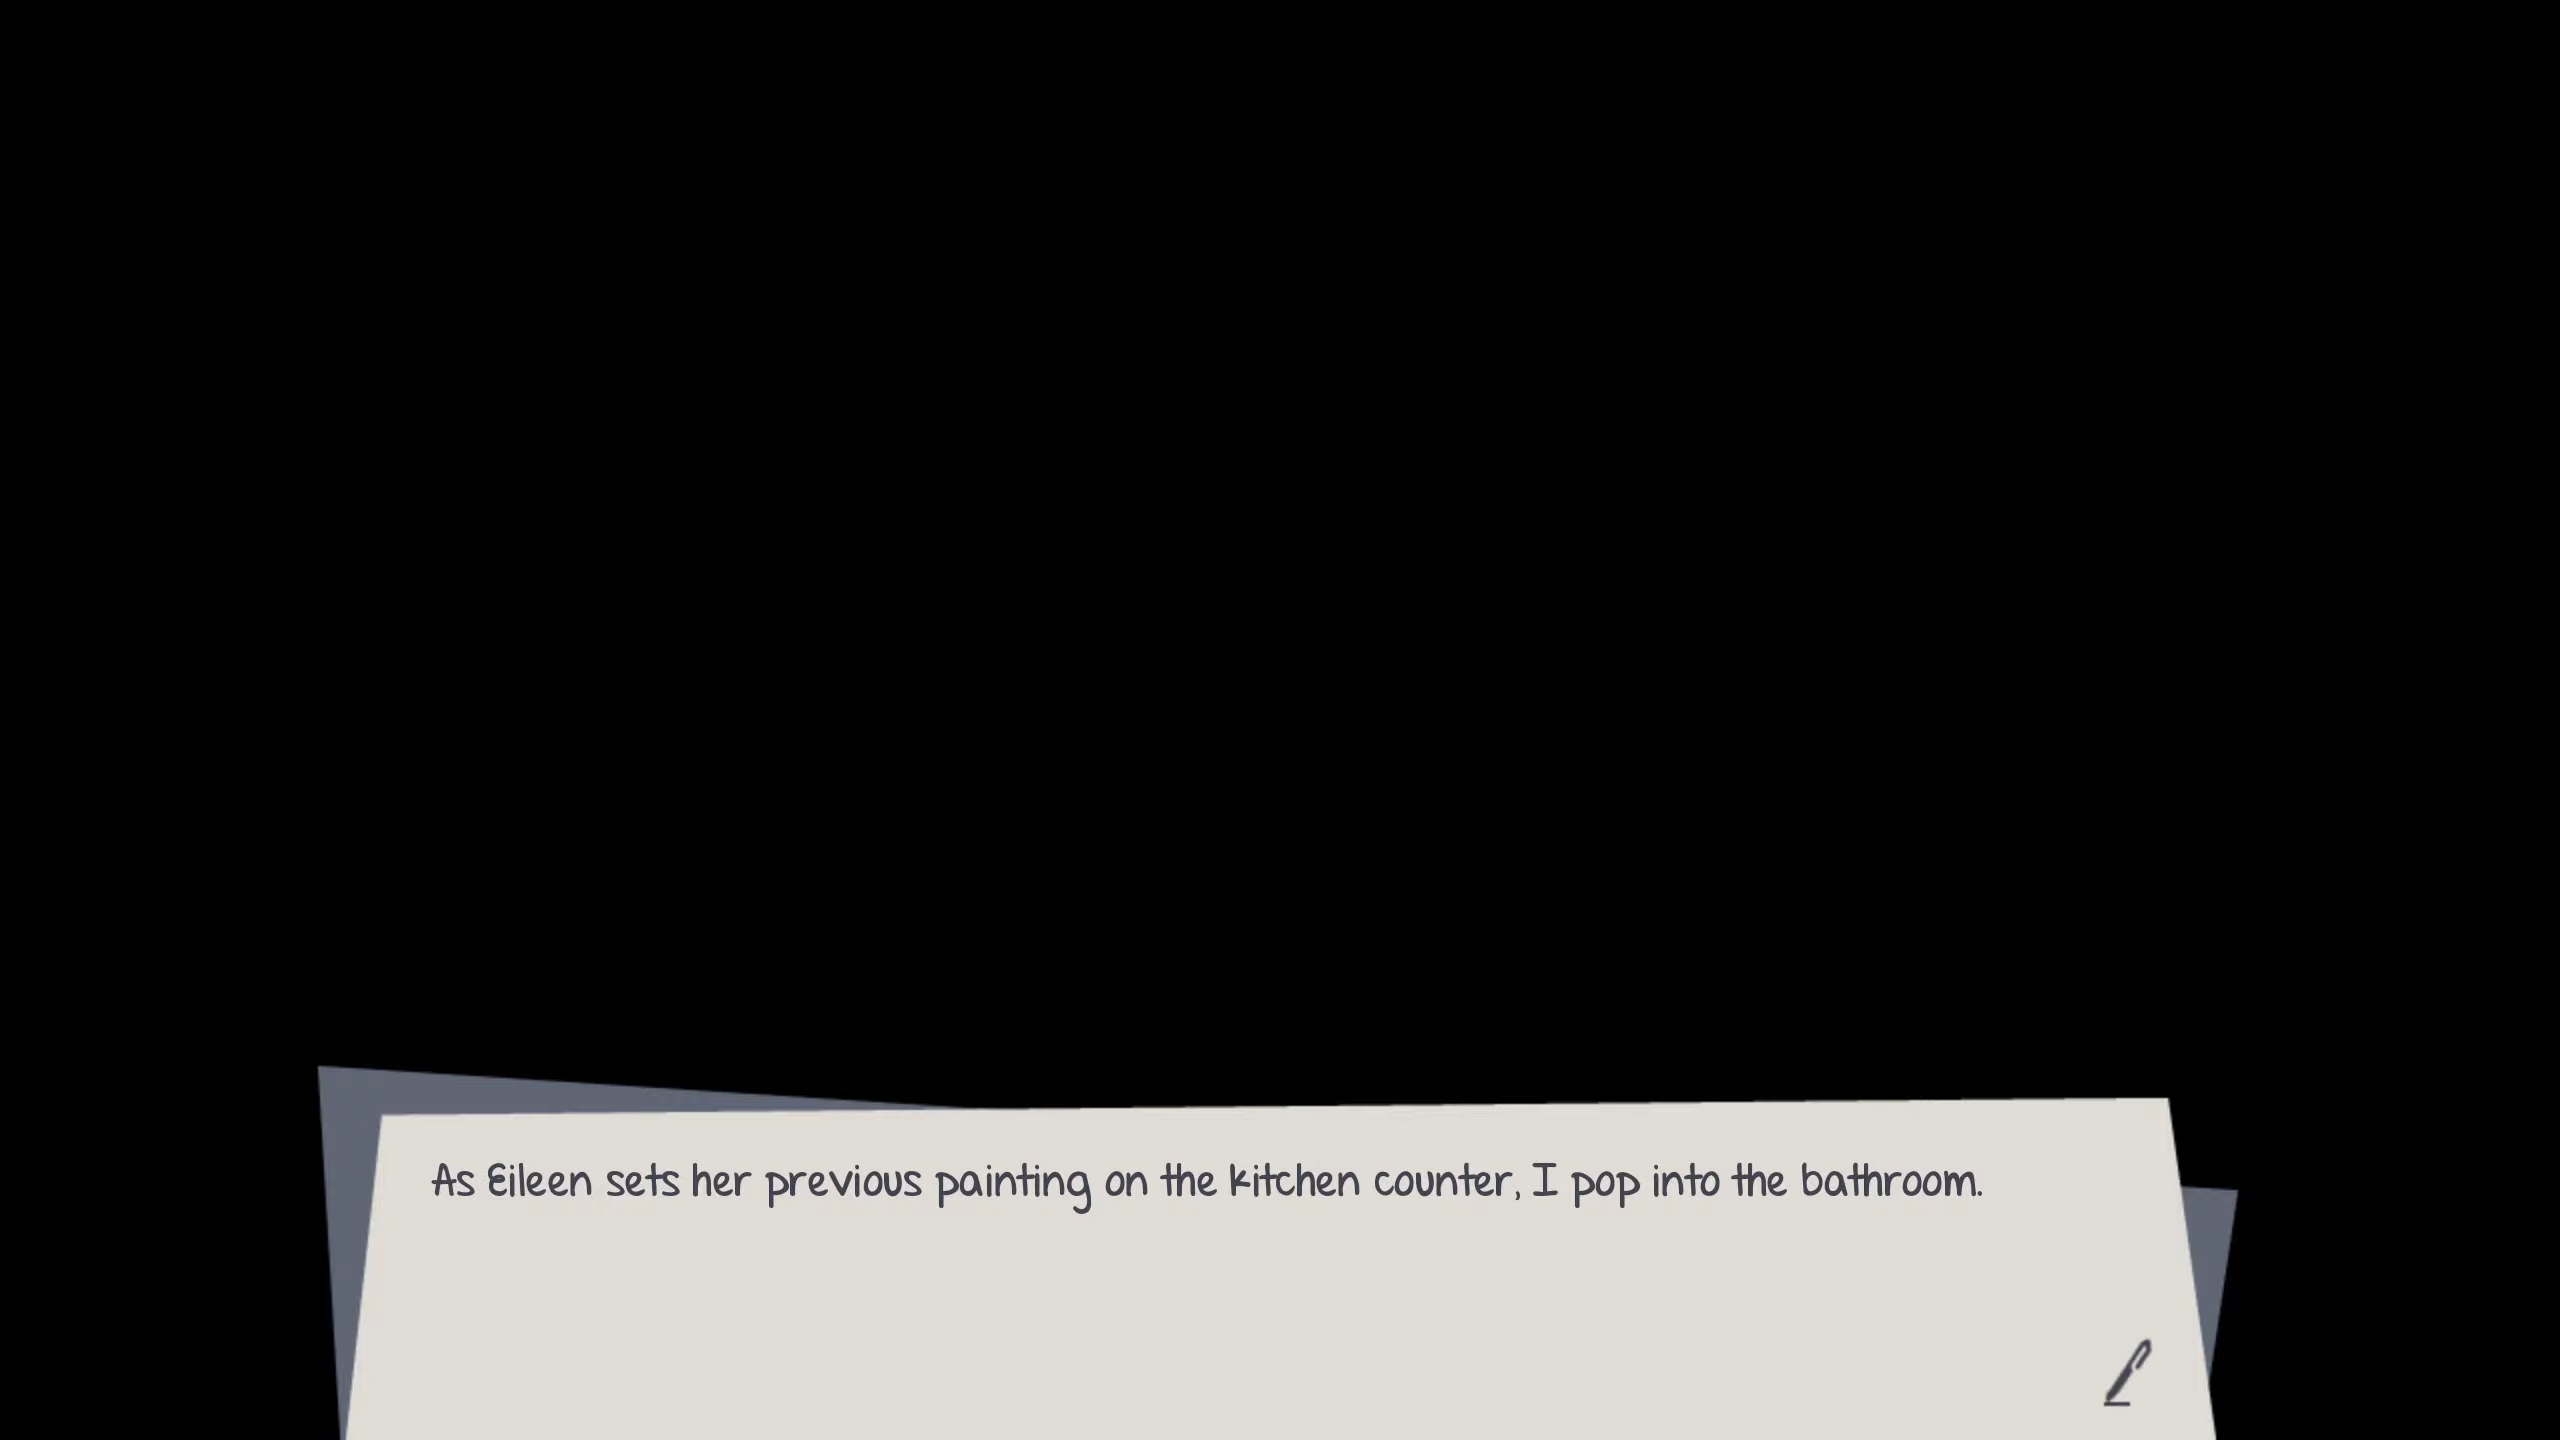 As Eileen sets her previous painting on the kitchen counter, I pop into the bathroom.